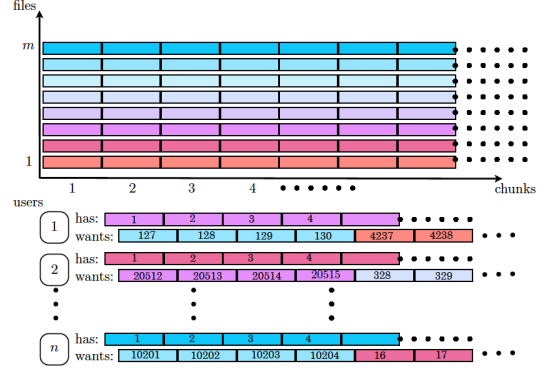 files
m
1
1 2 3 4 chunks
users
1 has: 1 2 3 4
wants: 127 128 129 130 4237 4238
2 has: 1 2 3 4
wants: 20512 20513 20514 20515 328 329
n has: 1 2 3 4
wants: 10201 10202 10203 10204 16 17